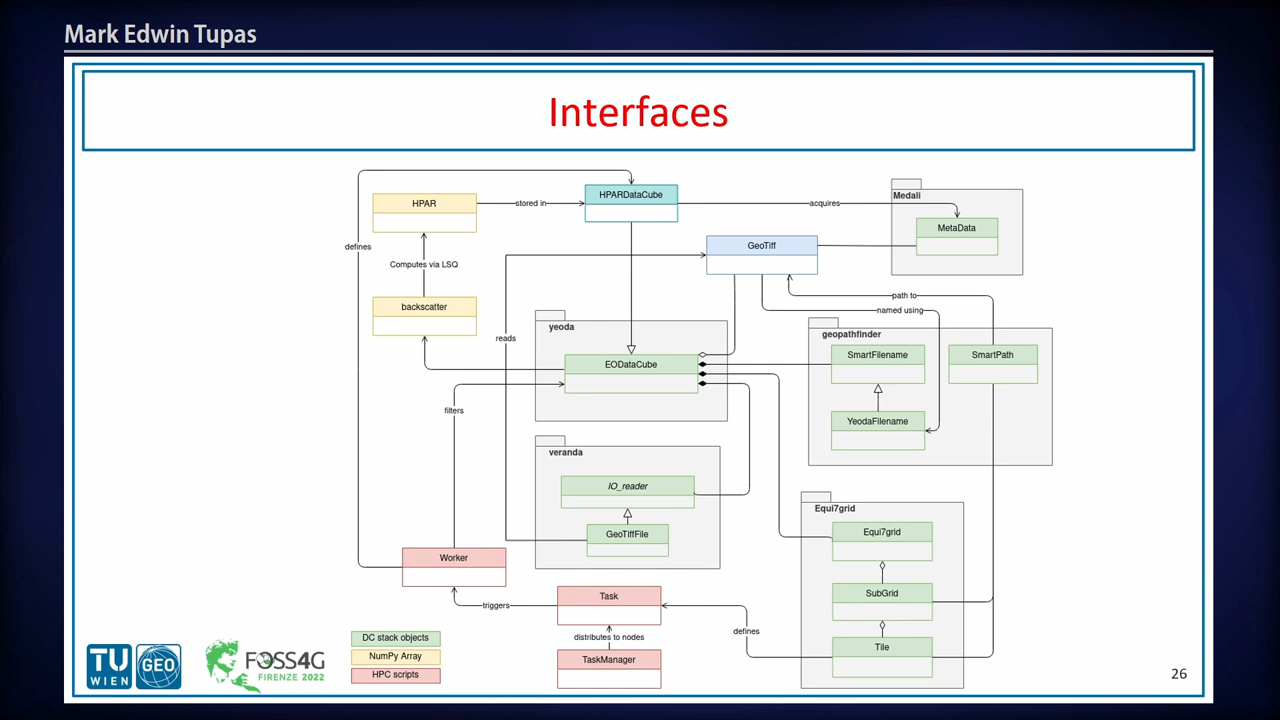 Mark Edwin Tupas
Interfaces
HPAR
stored in
HPARDataCube
acquires
Medali
MetaData
defines
GeoTiff
Computes via LSQ
path to
named using
backscatter
reads
yeoda
EODataCube
geopathfinder
SmartFilename
SmartPath
filters
YeodaFilename
veranda
IO_reader
GeoTiffFile
Equi7grid
Equi7grid
Worker
SubGrid
Task
triggers
distributes to nodes
defines
Tile
TaskManager
DC stack objects
NumPy Array
HPC scripts
TU
WIEN
GEO
FOSS4G
FIRENZE 2022
26